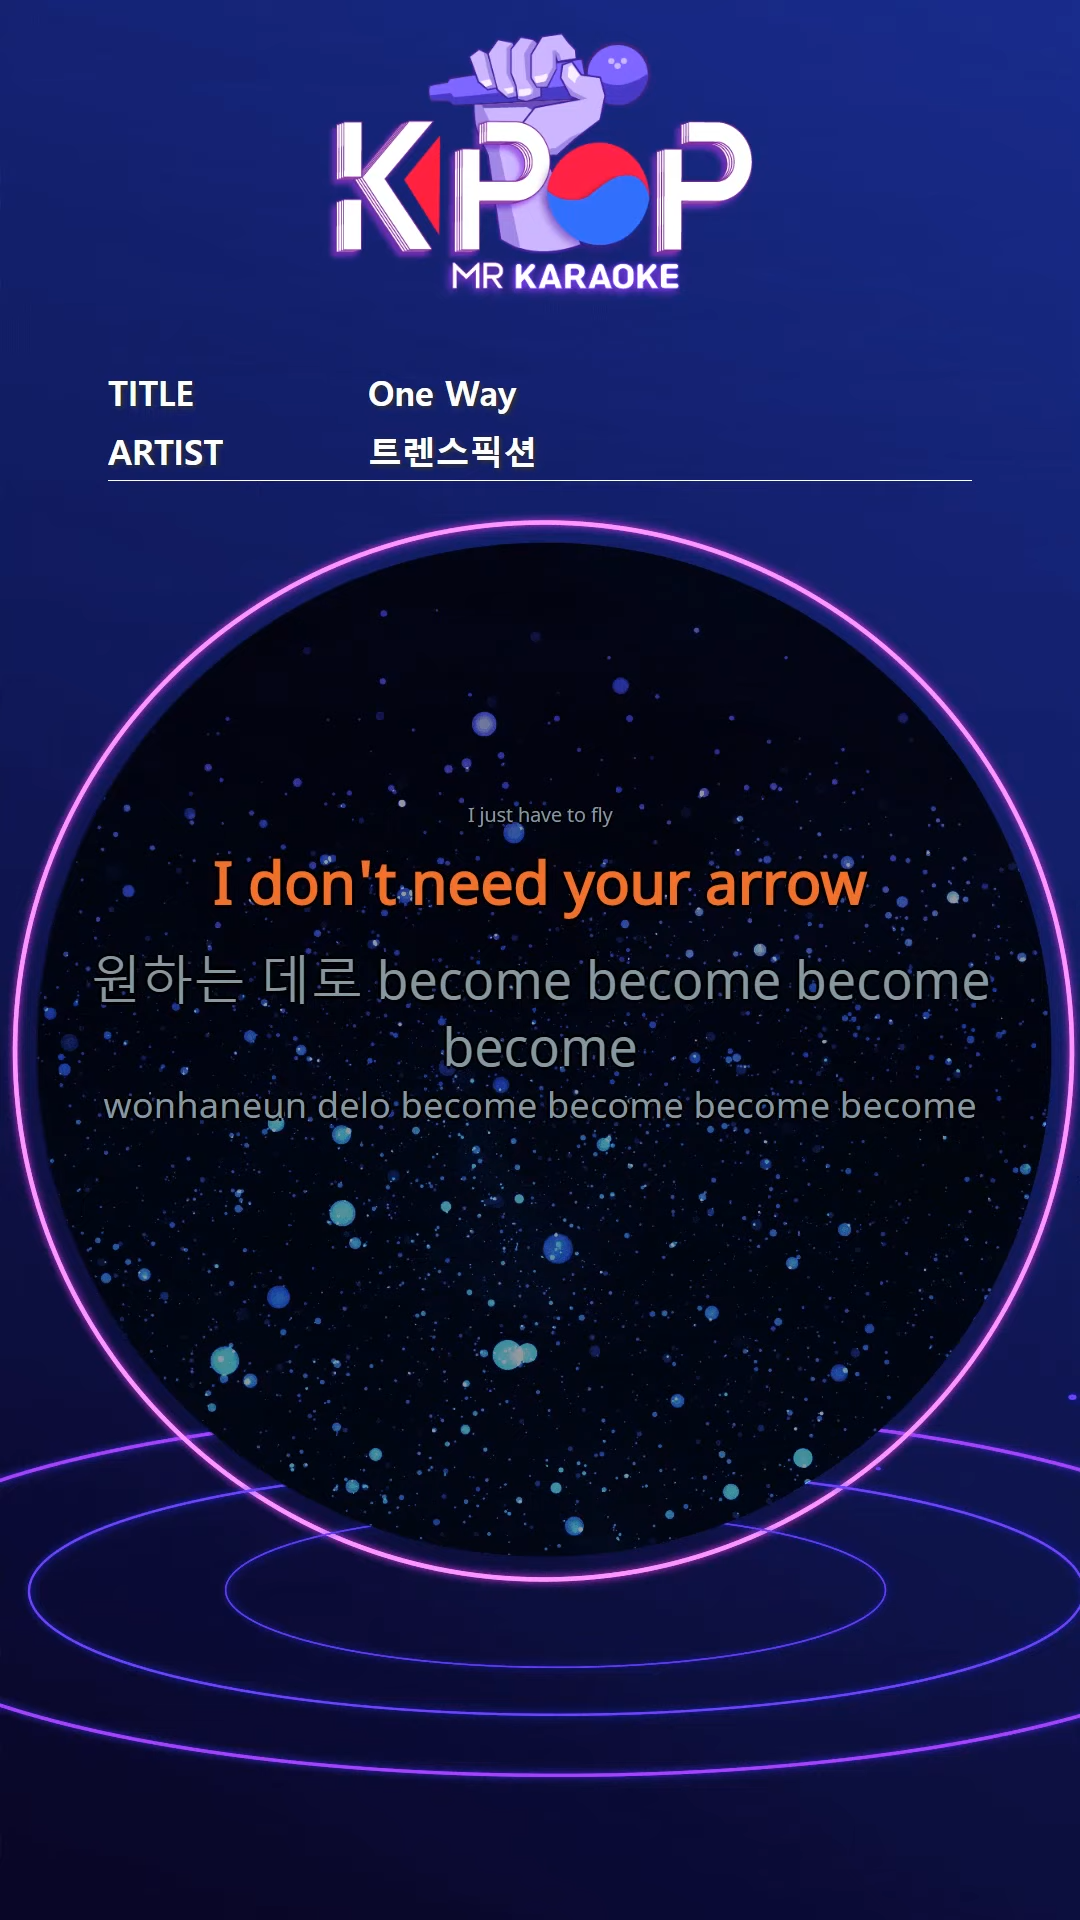 KPOP
MR KARAOKE
TITLE One Way
ARTIST 트렌스픽션
I just have to fly
I don't need your arrow
원하는 데로 become become become
become
wonhaneun delo become become become become